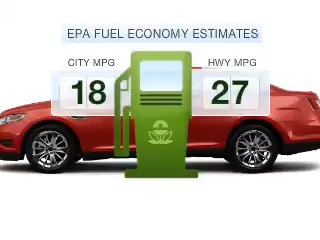 EPA FUEL ECONOMY ESTIMATES
CITY MPG
HWY MPG
18
27